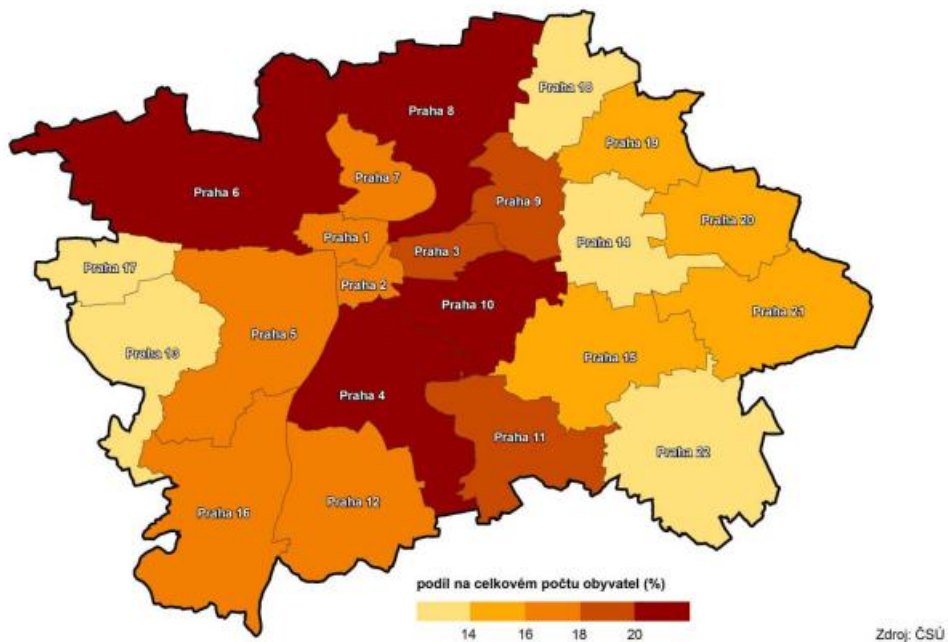 Praha 18
Praha 8
Praha 19
Praha 7
Praha 6
Praha 9
Praha 20
Praha 1
Praha 14
Praha 3
Praha 17
Praha 2
Praha 10
Praha 21
Praha 5
Praha 13
Praha 15
Praha 4
Praha 11
Praha 22
Praha 12
Praha 16
podíl na celkovém počtu obyvatel (%)
14 16 18 20
Zdroj: ČSÚ